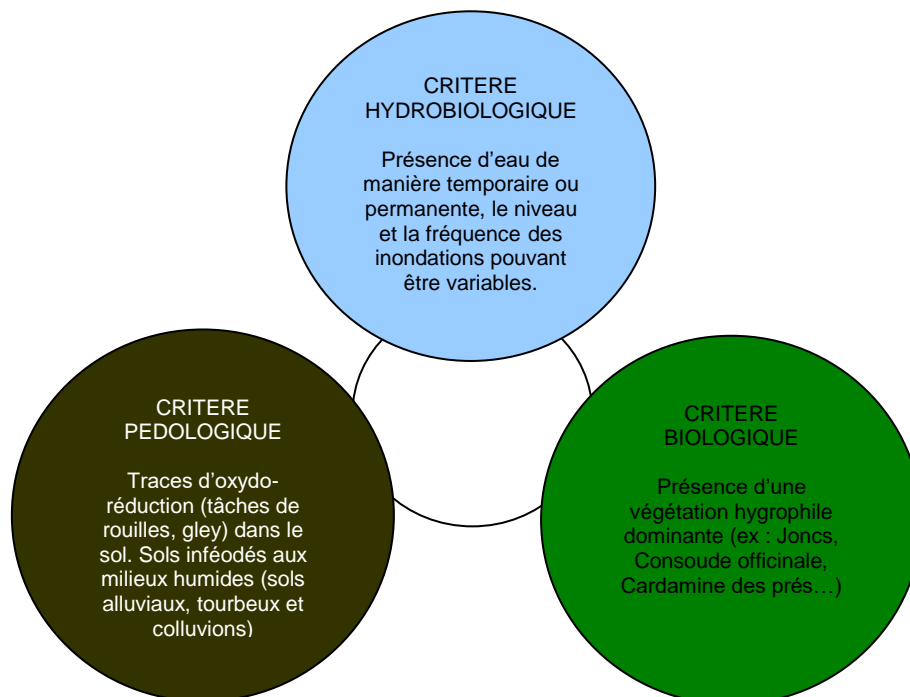 CRITERE
HYDROBIOLOGIQUE
Présence d'eau de
manière temporaire ou
permanente, le niveau
et la fréquence des
inondations pouvant
être variables.
CRITERE
PEDOLOGIQUE
Traces d'oxydo-
réduction (tâches de
rouilles, gley) dans le
sol. Sols inféodés aux
milieux humides (sols
alluviaux, tourbeux et
colluvions)
CRITERE
BIOLOGIQUE
Présence d'une
végétation hygrophile
dominante (ex : Joncs,
Consoude officinale,
Cardamine des prés…)